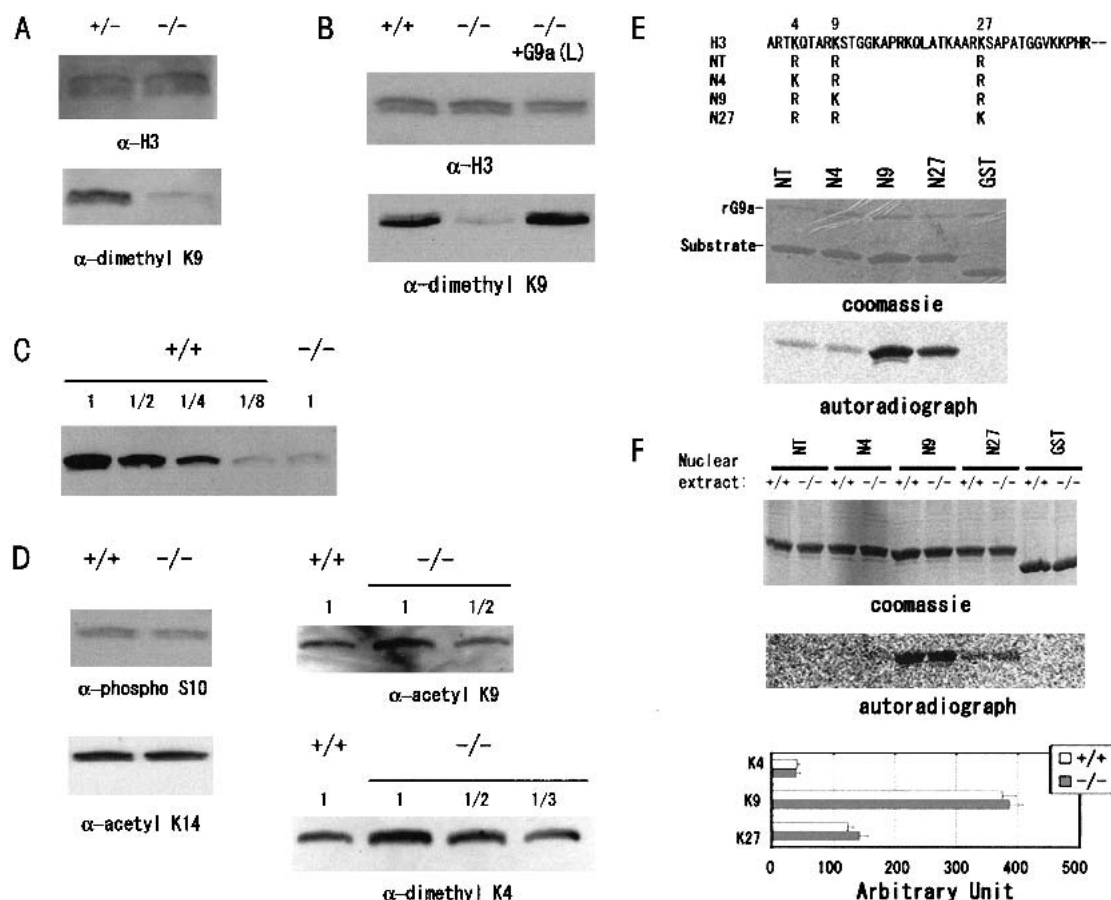 A
+/− −/−
α-H3
α-dimethyl K9
B
+/+ −/− −/−
+G9a(L)
α-H3
α-dimethyl K9
C
+/+ −/−
1 1/2 1/4 1/8 1
D
+/+ −/−
α-phospho S10
α-acetyl K14
+/+ −/−
1 1 1/2
α-acetyl K9
+/+ −/−
1 1 1/2 1/3
α-dimethyl K4
E
4 9 27
H3 ARTKQTARKSTGGKAPRKQLATKAARKSAPATGGVKKPHR--
NT R R R
N4 K R R
N9 R K R
N27 R R K
NT N4 N9 N27 GST
rG9a-
Substrate-
coomassie
autoradiograph
F
NT N4 N9 N27 GST
Nuclear
extract: +/+ −/− +/+ −/− +/+ −/− +/+ −/− +/+ −/−
coomassie
autoradiograph
+/+
−/−
K4
K9
K27
0 100 200 300 400 500
Arbitrary Unit